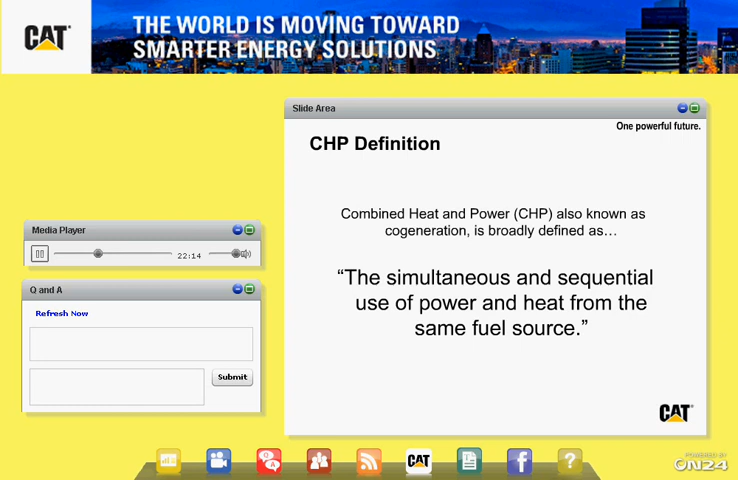 CAT
THE WORLD IS MOVING TOWARD
SMARTER ENERGY SOLUTIONS
Slide Area
One powerful future.
CHP Definition
Combined Heat and Power (CHP) also known as
cogeneration, is broadly defined as…
“The simultaneous and sequential
use of power and heat from the
same fuel source.”
CAT
Media Player
22:14
Q and A
Refresh Now
Submit
Q
A
CAT
f
?
POWERED BY
ON24